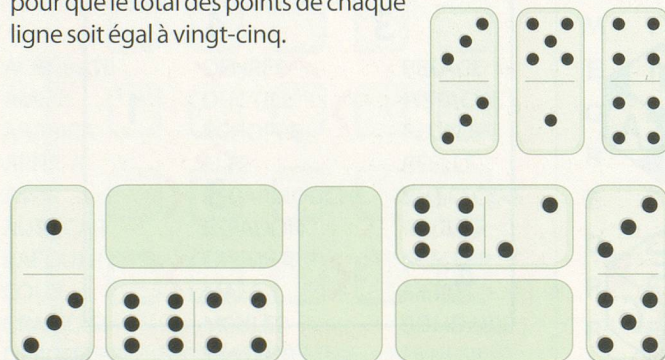 pour que le total des points de chaque
ligne soit égal à vingt-cinq.